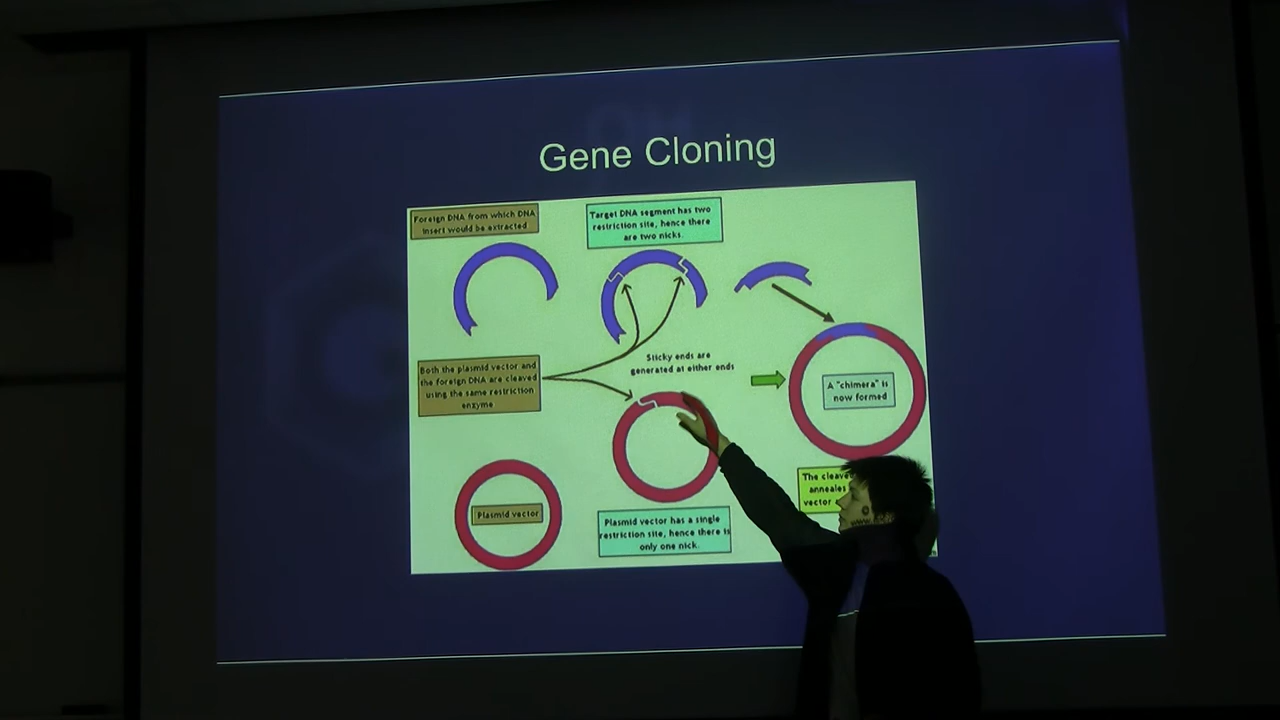 Gene Cloning
Foreign DNA from which DNA
insert would be extracted
Target DNA segment has two
restriction site, hence there
are two nicks.
Both the plasmid vector and
the foreign DNA are cleaved
using the same restriction
enzyme
Sticky ends are
generated at either ends
A "chimera" is
now formed
Plasmid vector
Plasmid vector has a single
restriction site, hence there is
only one nick.
The
anneales
vector